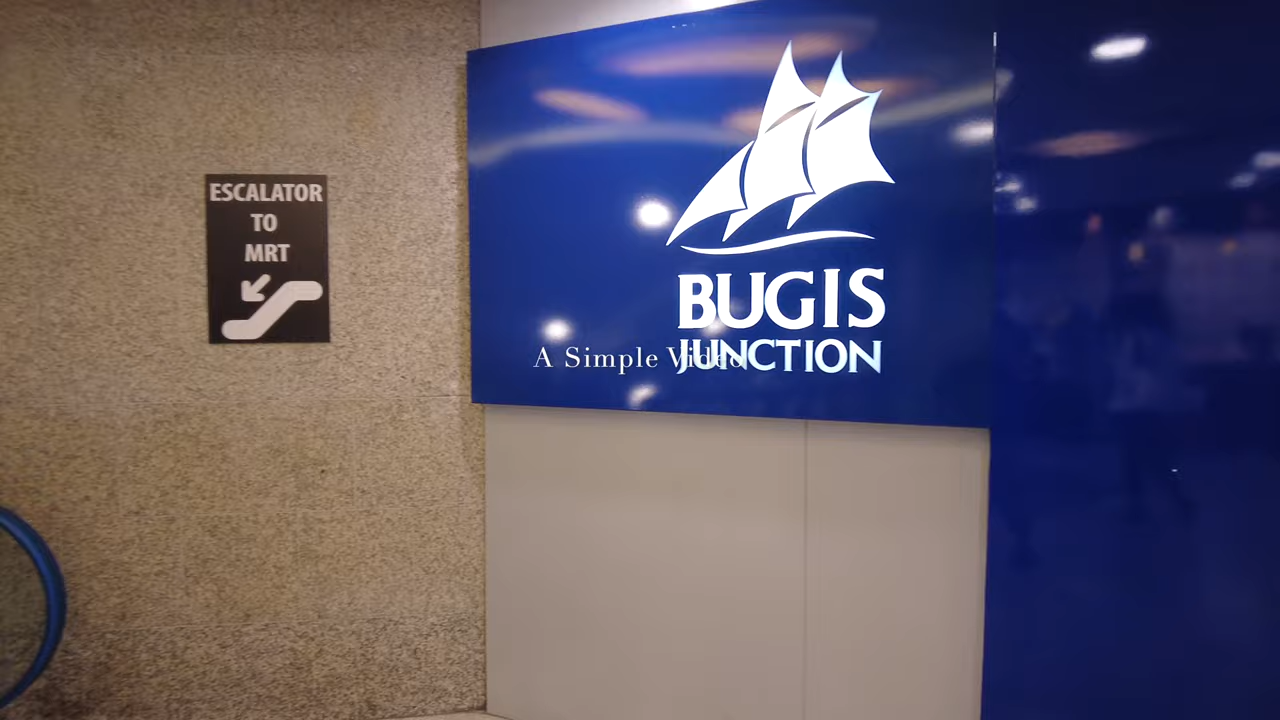 ESCALATOR
TO
MRT
BUGIS
JUNCTION
A Simple Video